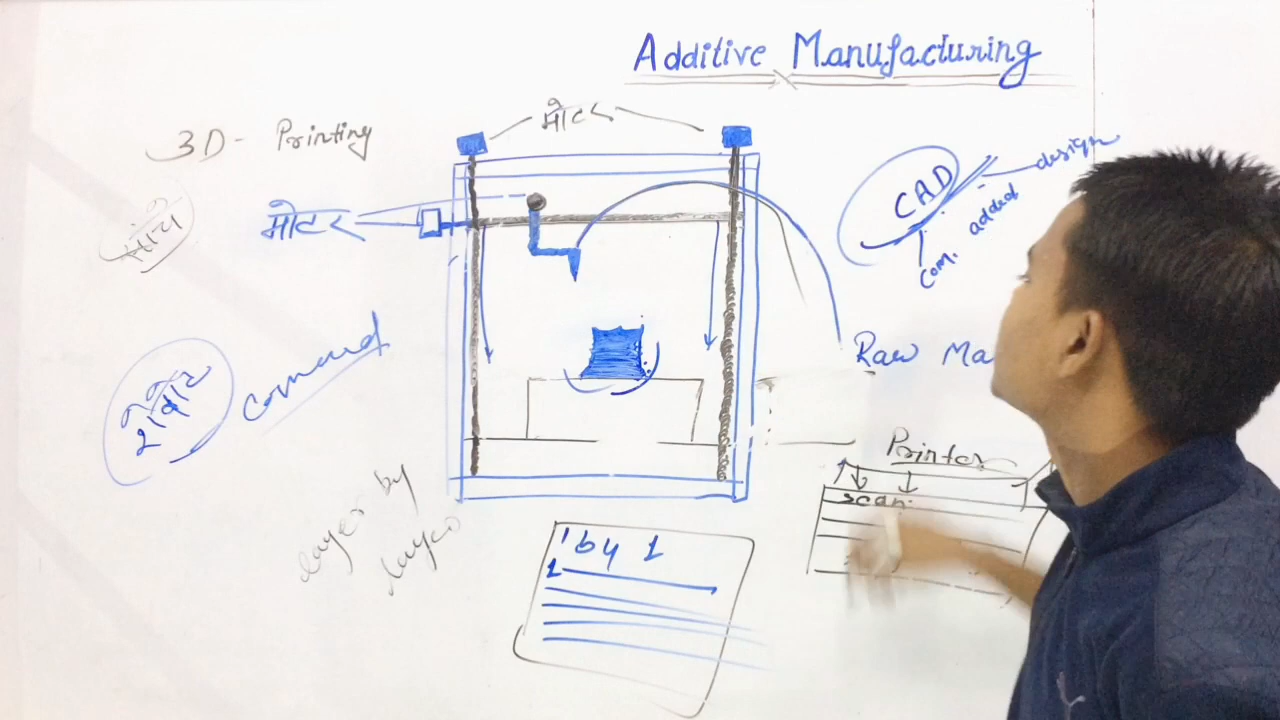 Additive Manufacturing
3D- Printing
मोटर
मोटर
CAD
design
added
com.
Raw Ma
command
Printer
scan
layer by
layer
1 by 1
2